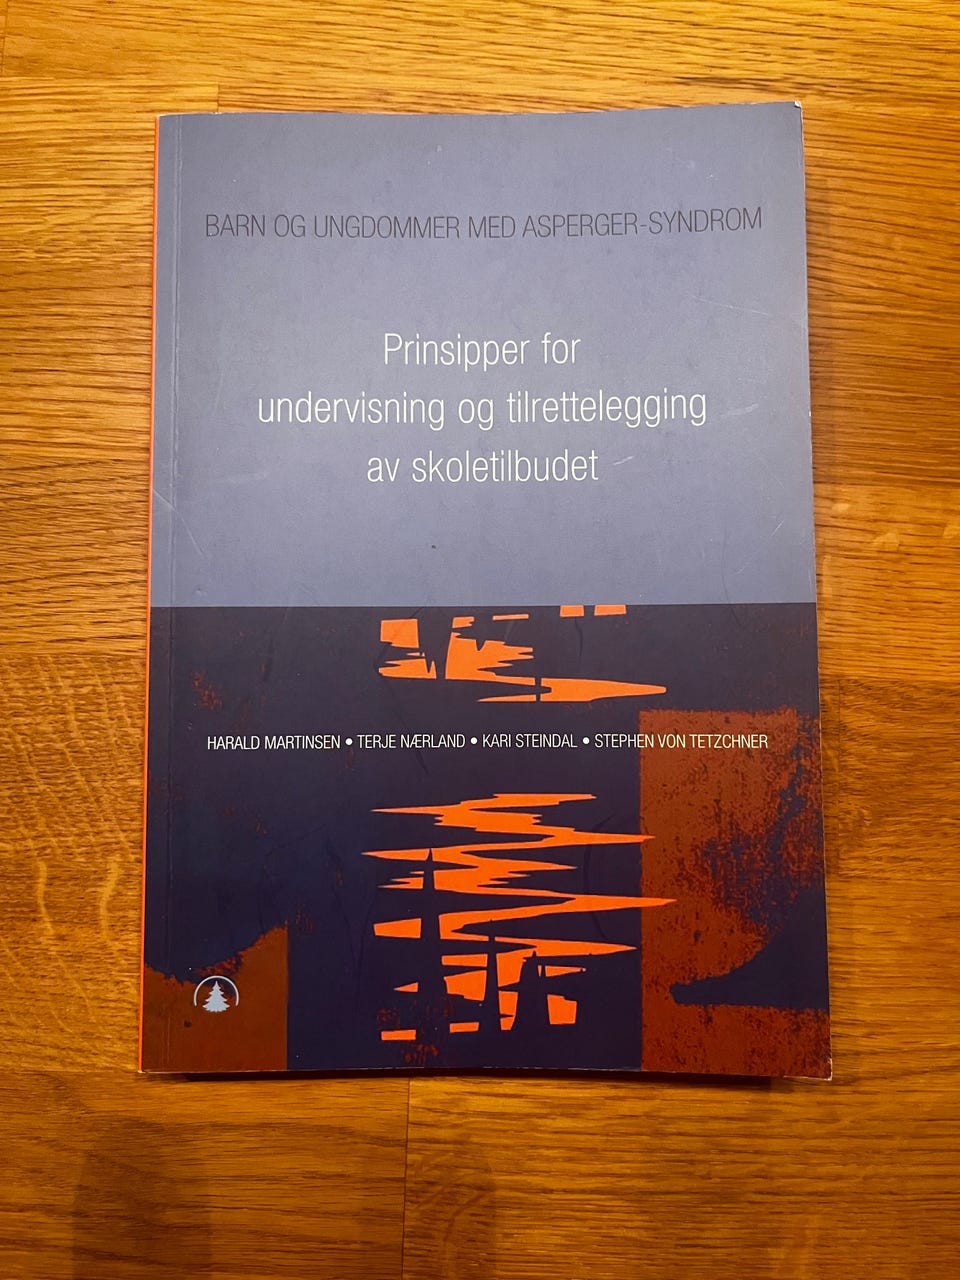 BARN OG UNGDOMMER MED ASPERGER-SYNDROM
Prinsipper for
undervisning og tilrettelegging
av skoletilbudet
HARALD MARTINSEN • TERJE NÆRLAND • KARI STEINDAL • STEPHEN VON TETZCHNER